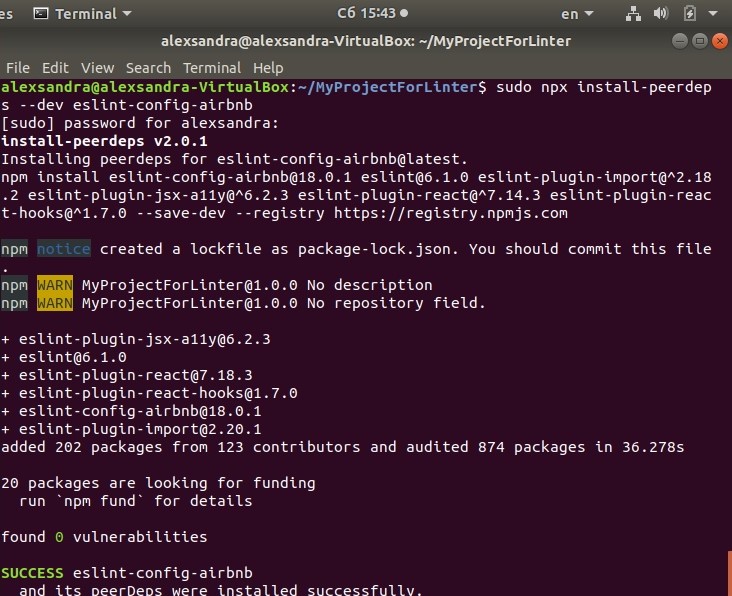 es Terminal Сб 15:43 en
alexsandra@alexsandra-VirtualBox: ~/MyProjectForLinter
File Edit View Search Terminal Help
alexsandra@alexsandra-VirtualBox:~/MyProjectForLinter$ sudo npx install-peerdep
s --dev eslint-config-airbnb
[sudo] password for alexsandra:
install-peerdeps v2.0.1
Installing peerdeps for eslint-config-airbnb@latest.
npm install eslint-config-airbnb@18.0.1 eslint@6.1.0 eslint-plugin-import@^2.18
.2 eslint-plugin-jsx-a11y@^6.2.3 eslint-plugin-react@^7.14.3 eslint-plugin-reac
t-hooks@^1.7.0 --save-dev --registry https://registry.npmjs.com
npm notice created a lockfile as package-lock.json. You should commit this file
.
npm WARN MyProjectForLinter@1.0.0 No description
npm WARN MyProjectForLinter@1.0.0 No repository field.
+ eslint-plugin-jsx-a11y@6.2.3
+ eslint@6.1.0
+ eslint-plugin-react@7.18.3
+ eslint-plugin-react-hooks@1.7.0
+ eslint-config-airbnb@18.0.1
+ eslint-plugin-import@2.20.1
added 202 packages from 123 contributors and audited 874 packages in 36.278s
20 packages are looking for funding
run `npm fund` for details
found 0 vulnerabilities
SUCCESS eslint-config-airbnb
and its peerDeps were installed successfully.